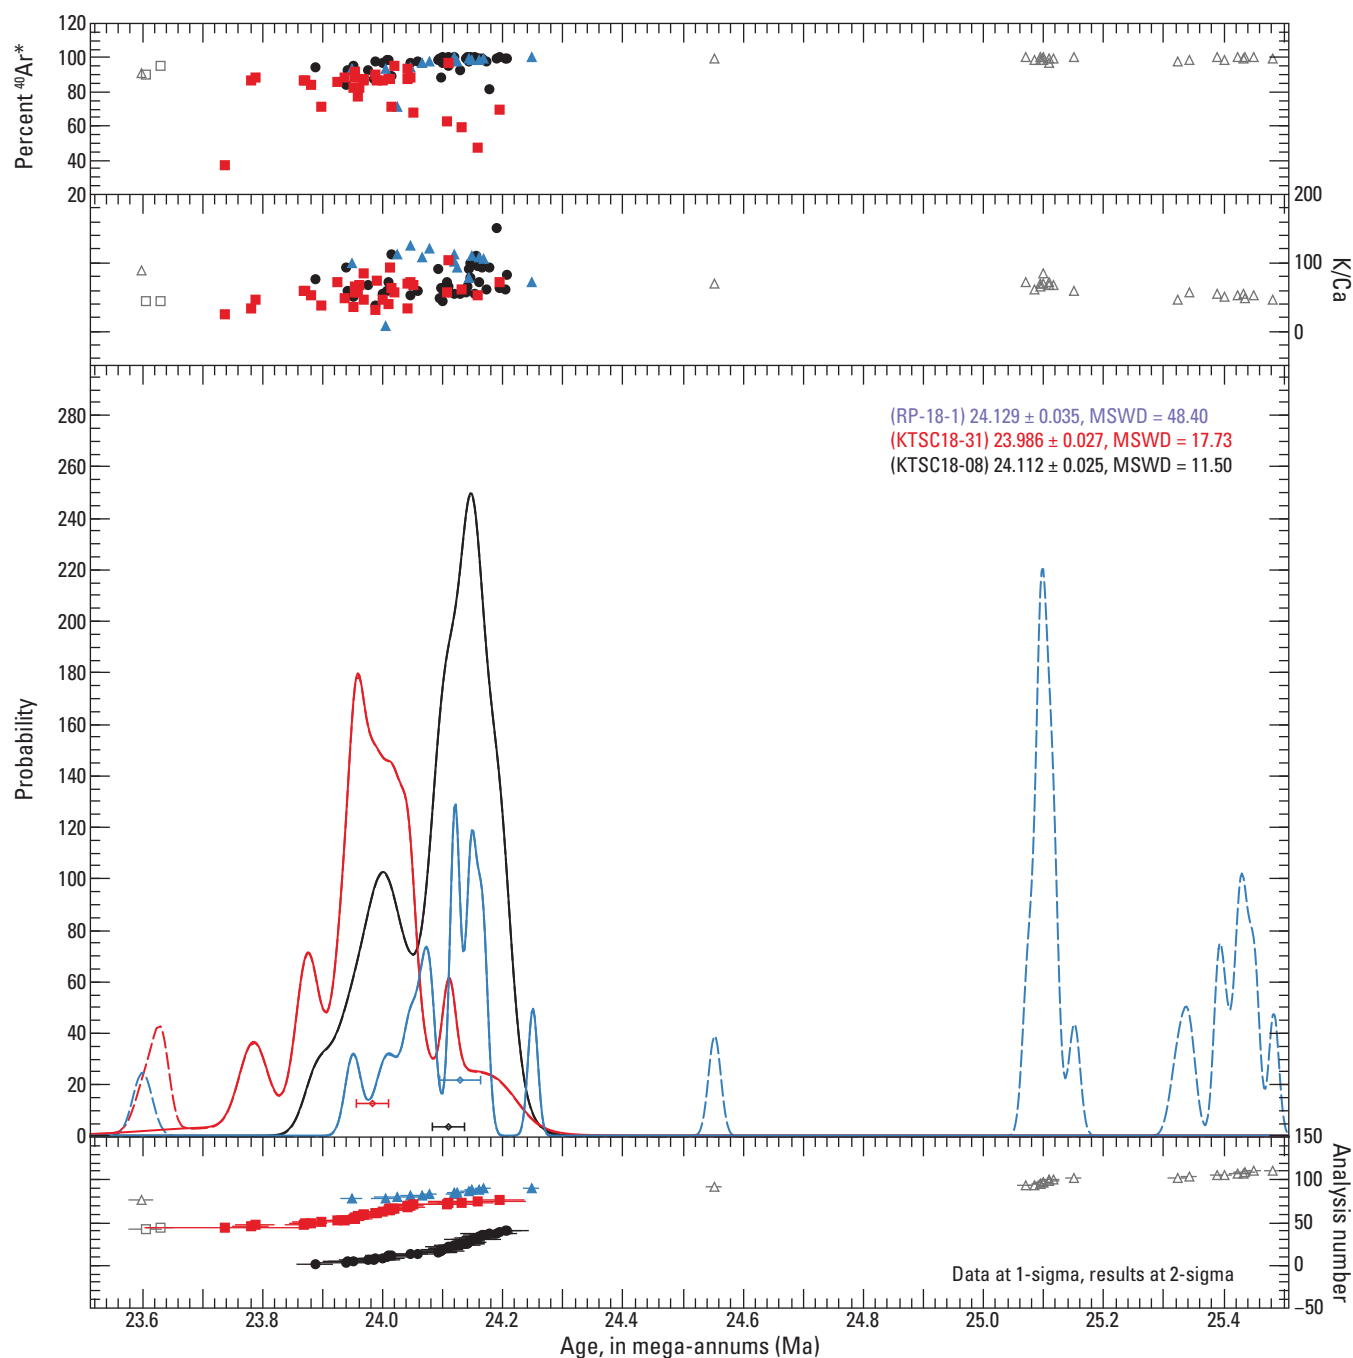 120
100
80
60
40
20
Percent ⁴⁰Ar*
200
100
0
K/Ca
280
260
240
220
200
180
160
140
120
100
80
60
40
20
0
Probability
(RP-18-1) 24.129 ± 0.035, MSWD = 48.40
(KTSC18-31) 23.986 ± 0.027, MSWD = 17.73
(KTSC18-08) 24.112 ± 0.025, MSWD = 11.50
150
100
50
0
–50
Analysis number
Data at 1-sigma, results at 2-sigma
23.6 23.8 24.0 24.2 24.4 24.6 24.8 25.0 25.2 25.4
Age, in mega-annums (Ma)